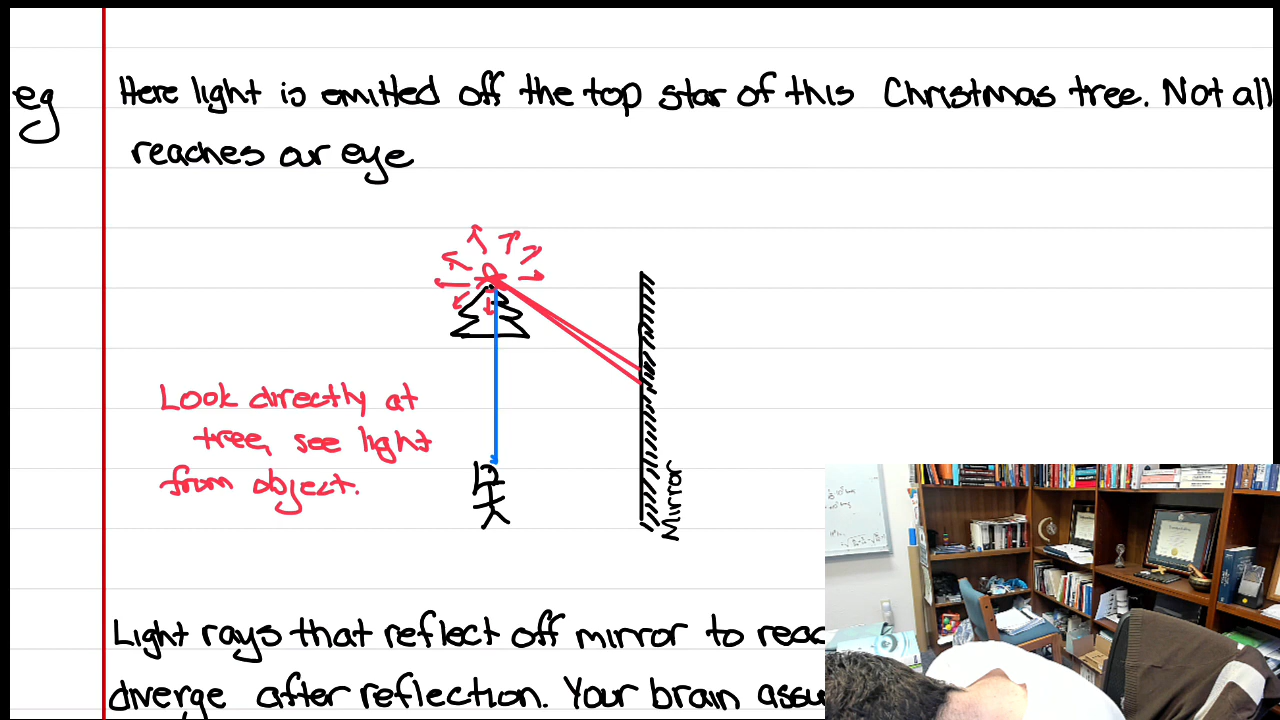 eg Here light is emitted off the top star of this Christmas tree. Not all
reaches our eye
Look directly at
tree, see light
from object.
Mirror
Light rays that reflect off mirror to reac
diverge after reflection. Your brain assu